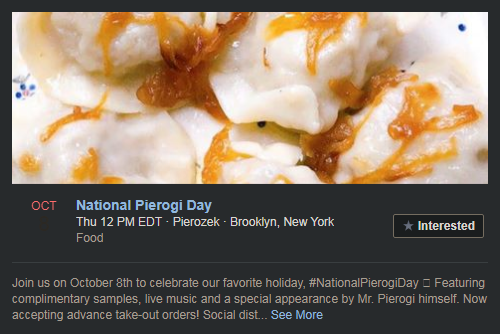 OCT
National Pierogi Day
Thu 12 PM EDT · Pierozek · Brooklyn, New York
★ Interested
Food
Join us on October 8th to celebrate our favorite holiday, #NationalPierogiDay Featuring
complimentary samples, live music and a special appearance by Mr. Pierogi himself. Now
accepting advance take-out orders! Social dist... See More